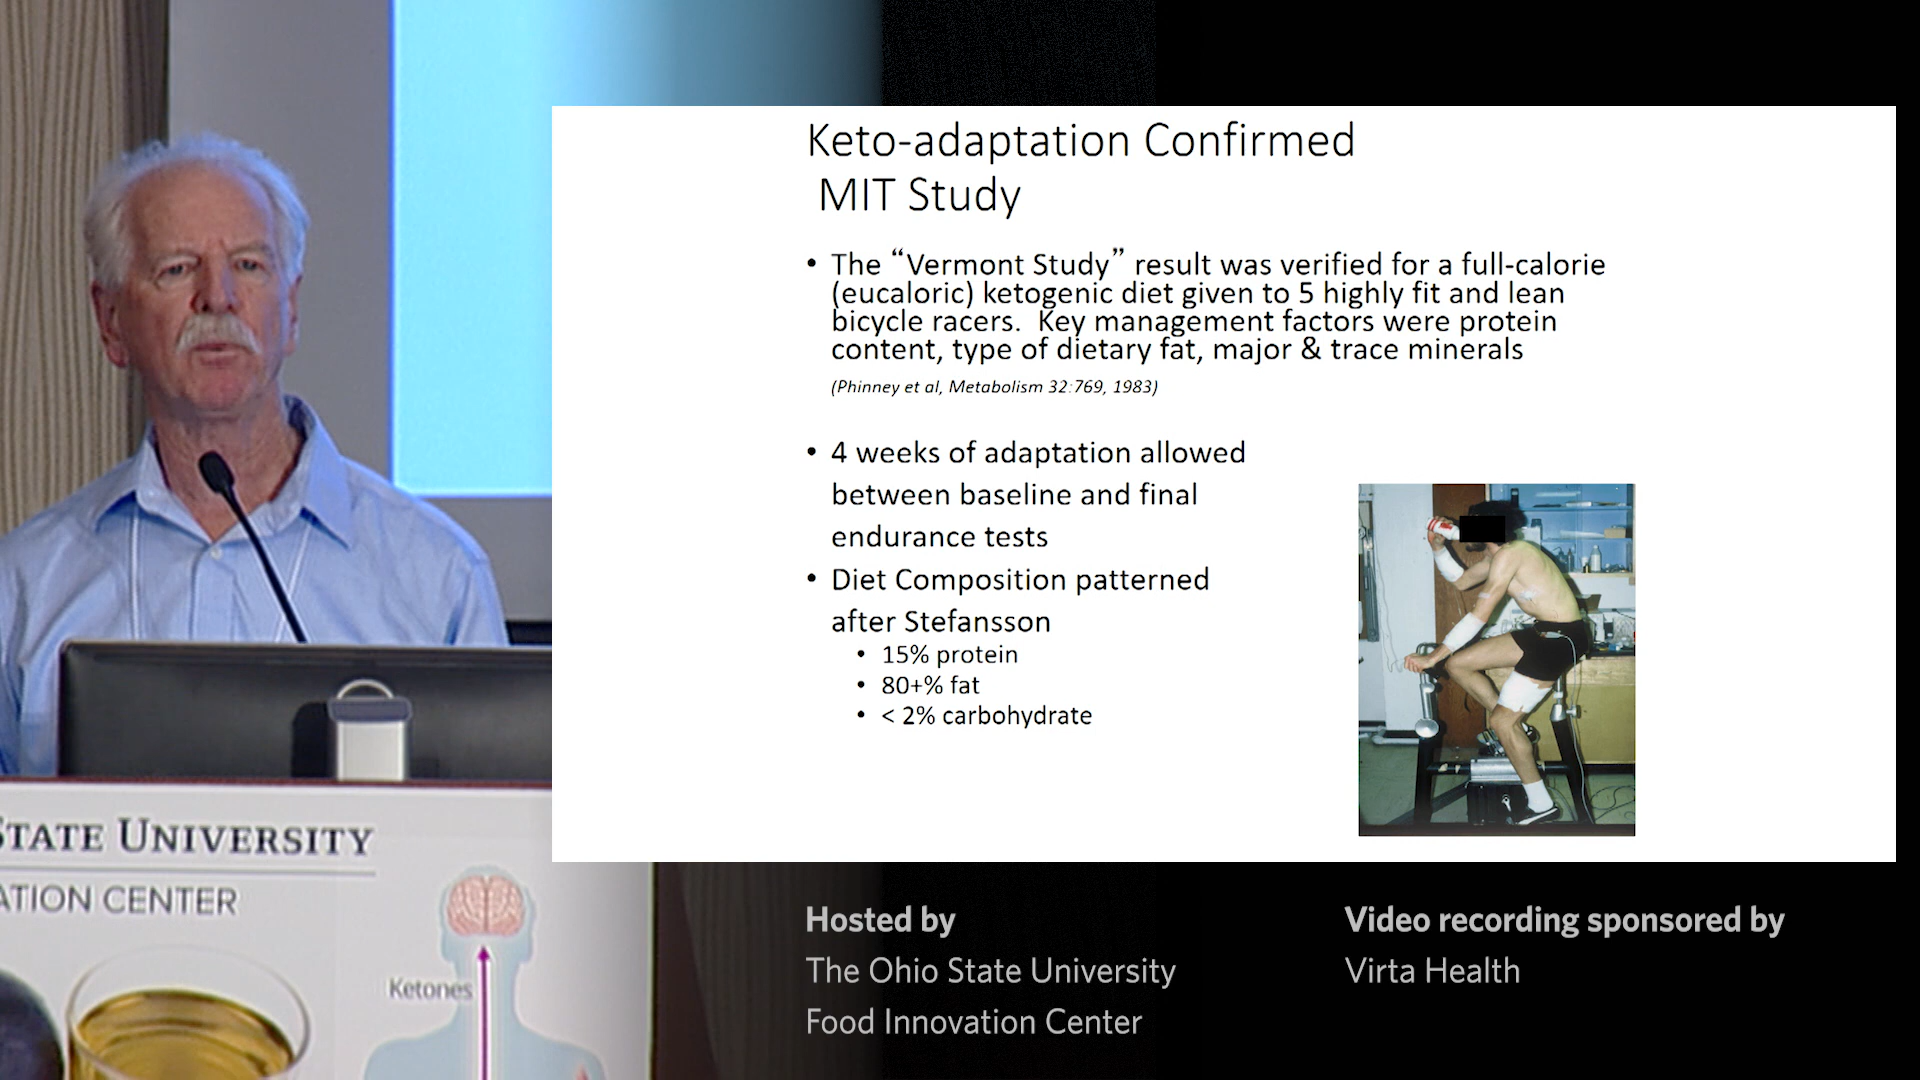 Keto-adaptation Confirmed
MIT Study
• The “Vermont Study” result was verified for a full-calorie
(eucaloric) ketogenic diet given to 5 highly fit and lean
bicycle racers.  Key management factors were protein
content, type of dietary fat, major & trace minerals
(Phinney et al, Metabolism 32:769, 1983)
• 4 weeks of adaptation allowed
between baseline and final
endurance tests
• Diet Composition patterned
after Stefansson
• 15% protein
• 80+% fat
• < 2% carbohydrate
STATE UNIVERSITY
ATION CENTER
Ketones
Hosted by
The Ohio State University
Food Innovation Center
Video recording sponsored by
Virta Health